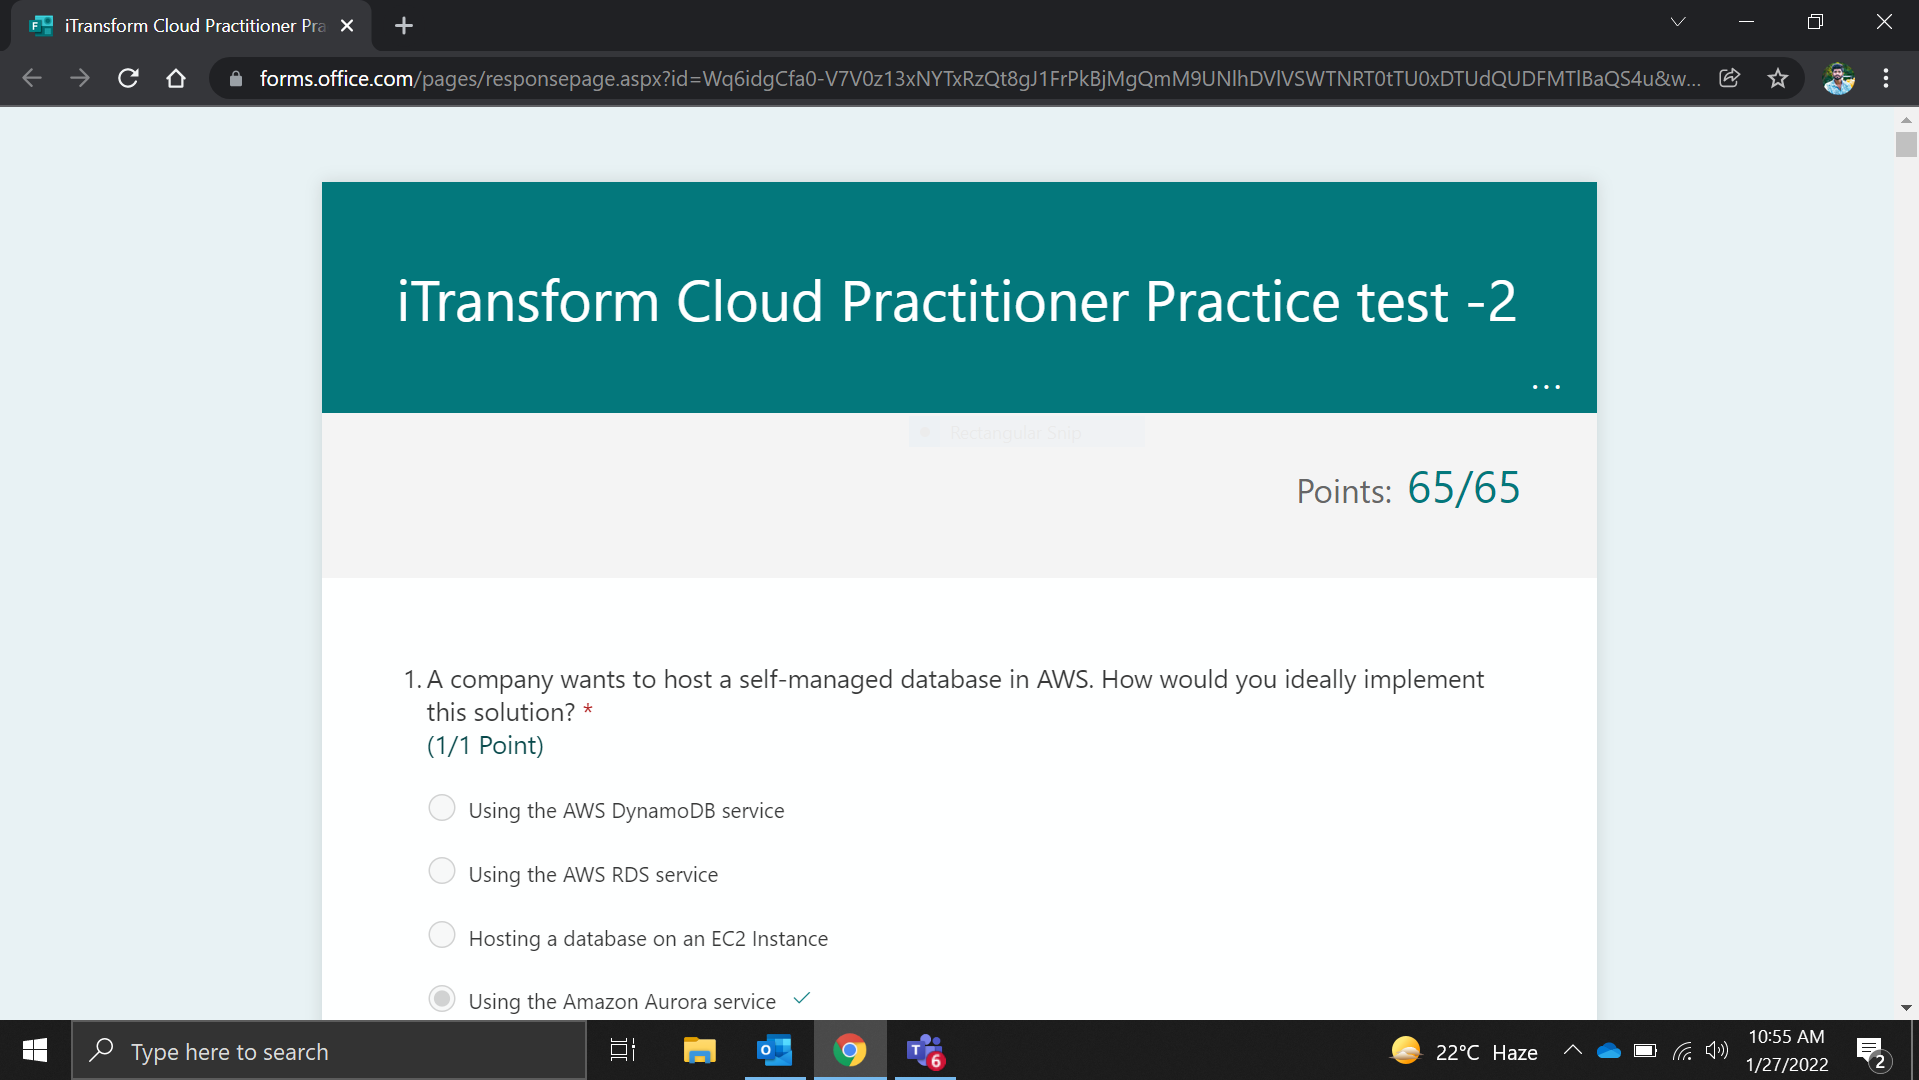 iTransform Cloud Practitioner Pra
forms.office.com/pages/responsepage.aspx?id=Wq6idgCfa0-V7V0z13xNYTxRzQt8gJ1FrPkBjMgQmM9UNlhDVlVSWTNRT0tTU0xDTUdQUDFMTlBaQS4u&w...
iTransform Cloud Practitioner Practice test -2
...
Rectangular Snip
Points: 65/65
1. A company wants to host a self-managed database in AWS. How would you ideally implement
this solution? *
(1/1 Point)
Using the AWS DynamoDB service
Using the AWS RDS service
Hosting a database on an EC2 Instance
Using the Amazon Aurora service
Type here to search
6
22°C Haze
10:55 AM
1/27/2022
2